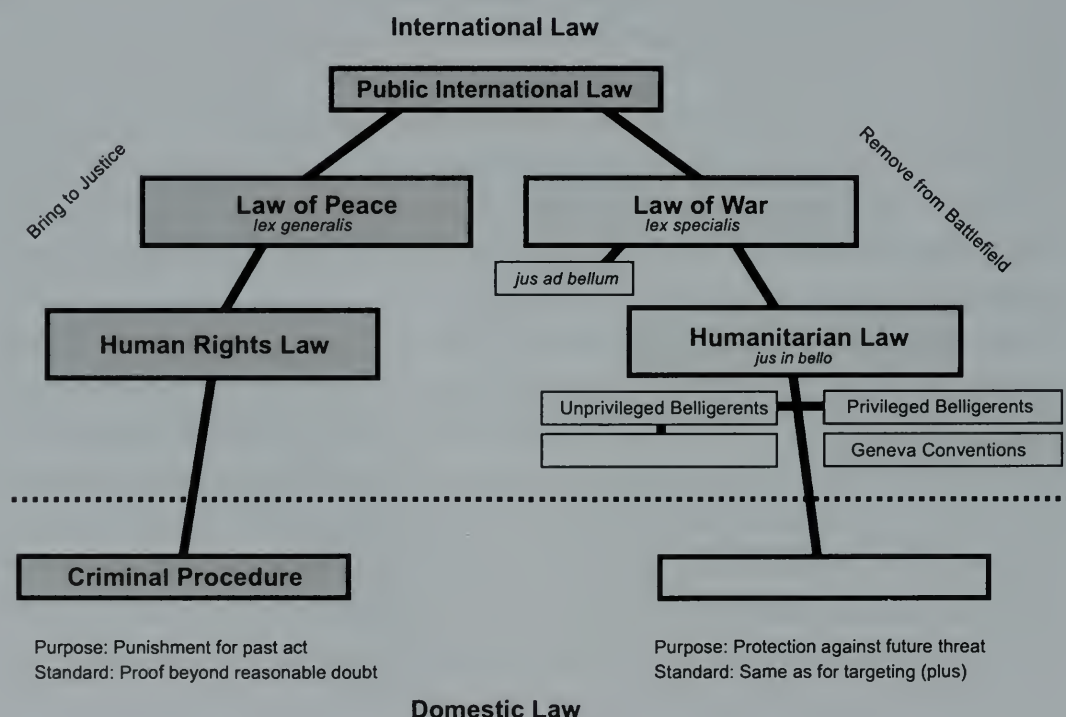 International Law
Public International Law
Bring to Justice
Remove from Battlefield
Law of Peace
lex generalis
Law of War
lex specialis
jus ad bellum
Human Rights Law
Humanitarian Law
jus in bello
Unprivileged Belligerents
Privileged Belligerents
Geneva Conventions
Criminal Procedure
Purpose: Punishment for past act
Standard: Proof beyond reasonable doubt
Purpose: Protection against future threat
Standard: Same as for targeting (plus)
Domestic Law